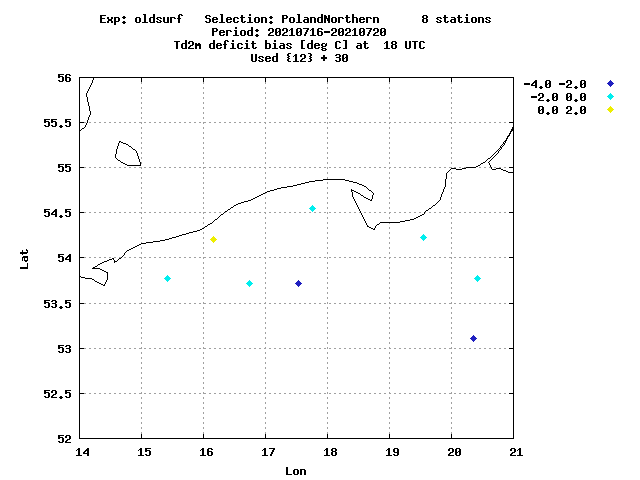 Exp: oldsurf Selection: PolandNorthern 8 stations
Period: 20210716-20210720
Td2m deficit bias [deg C] at 18 UTC
Used {12} + 30
-4.0 -2.0
-2.0 0.0
0.0 2.0
56
55.5
55
54.5
54
53.5
53
52.5
52
Lat
14 15 16 17 18 19 20 21
Lon